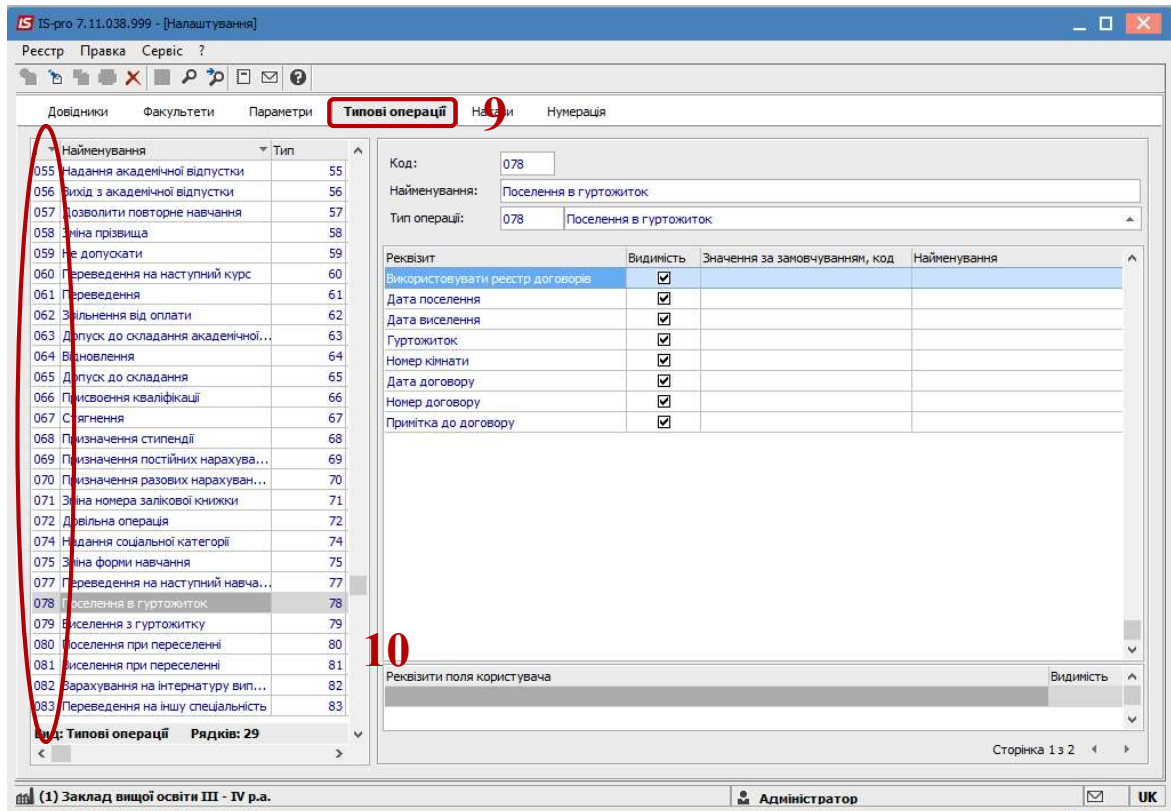 IS-pro 7.11.038.999 - [Налаштування]
Реєстр Правка Сервіс ?
Довідники Факультети Параметри Типові операції Накази Нумерація
9
Найменування Тип
055 Надання академічної відпустки 55
056 Вихід з академічної відпустки 56
057 Дозволити повторне навчання 57
058 Зміна прізвища 58
059 Не допускати 59
060 Переведення на наступний курс 60
061 Переведення 61
062 Звільнення від оплати 62
063 Допуск до складання академічної... 63
064 Відновлення 64
065 Допуск до складання 65
066 Присвоєння кваліфікації 66
067 Стягнення 67
068 Призначення стипендії 68
069 Призначення постійних нарахува... 69
070 Призначення разових нарахуван... 70
071 Зміна номера залікової книжки 71
072 Довільна операція 72
074 Надання соціальної категорії 74
075 Зміна форми навчання 75
077 Переведення на наступний навча... 77
078 Поселення в гуртожиток 78
079 Виселення з гуртожитку 79
080 Поселення при переселенні 80
081 Виселення при переселенні 81
082 Зарахування на інтернатуру вип... 82
083 Переведення на іншу спеціальність 83
Вид: Типові операції Рядків: 29
Код: 078
Найменування: Поселення в гуртожиток
Тип операції: 078 Поселення в гуртожиток
Реквізит Видимість Значення за замовчуванням, код Найменування
Використовувати реєстр договорів
Дата поселення
Дата виселення
Гуртожиток
Номер кімнати
Дата договору
Номер договору
Примітка до договору
10
Реквізити поля користувача Видимість
Сторінка 1 з 2
(1) Заклад вищої освіти III - IV р.а. Адміністратор UK